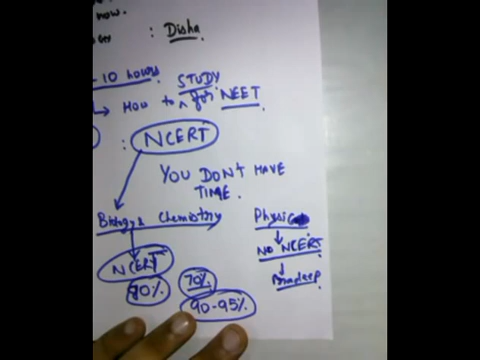 now.
: Disha
- 10 hours.
STUDY
→ How to ^ for NEET
: NCERT
YOU DON'T HAVE
TIME.
Biology & Chemistry
Physics
NCERT
NO NCERT
70%
Pradeep
90-95%